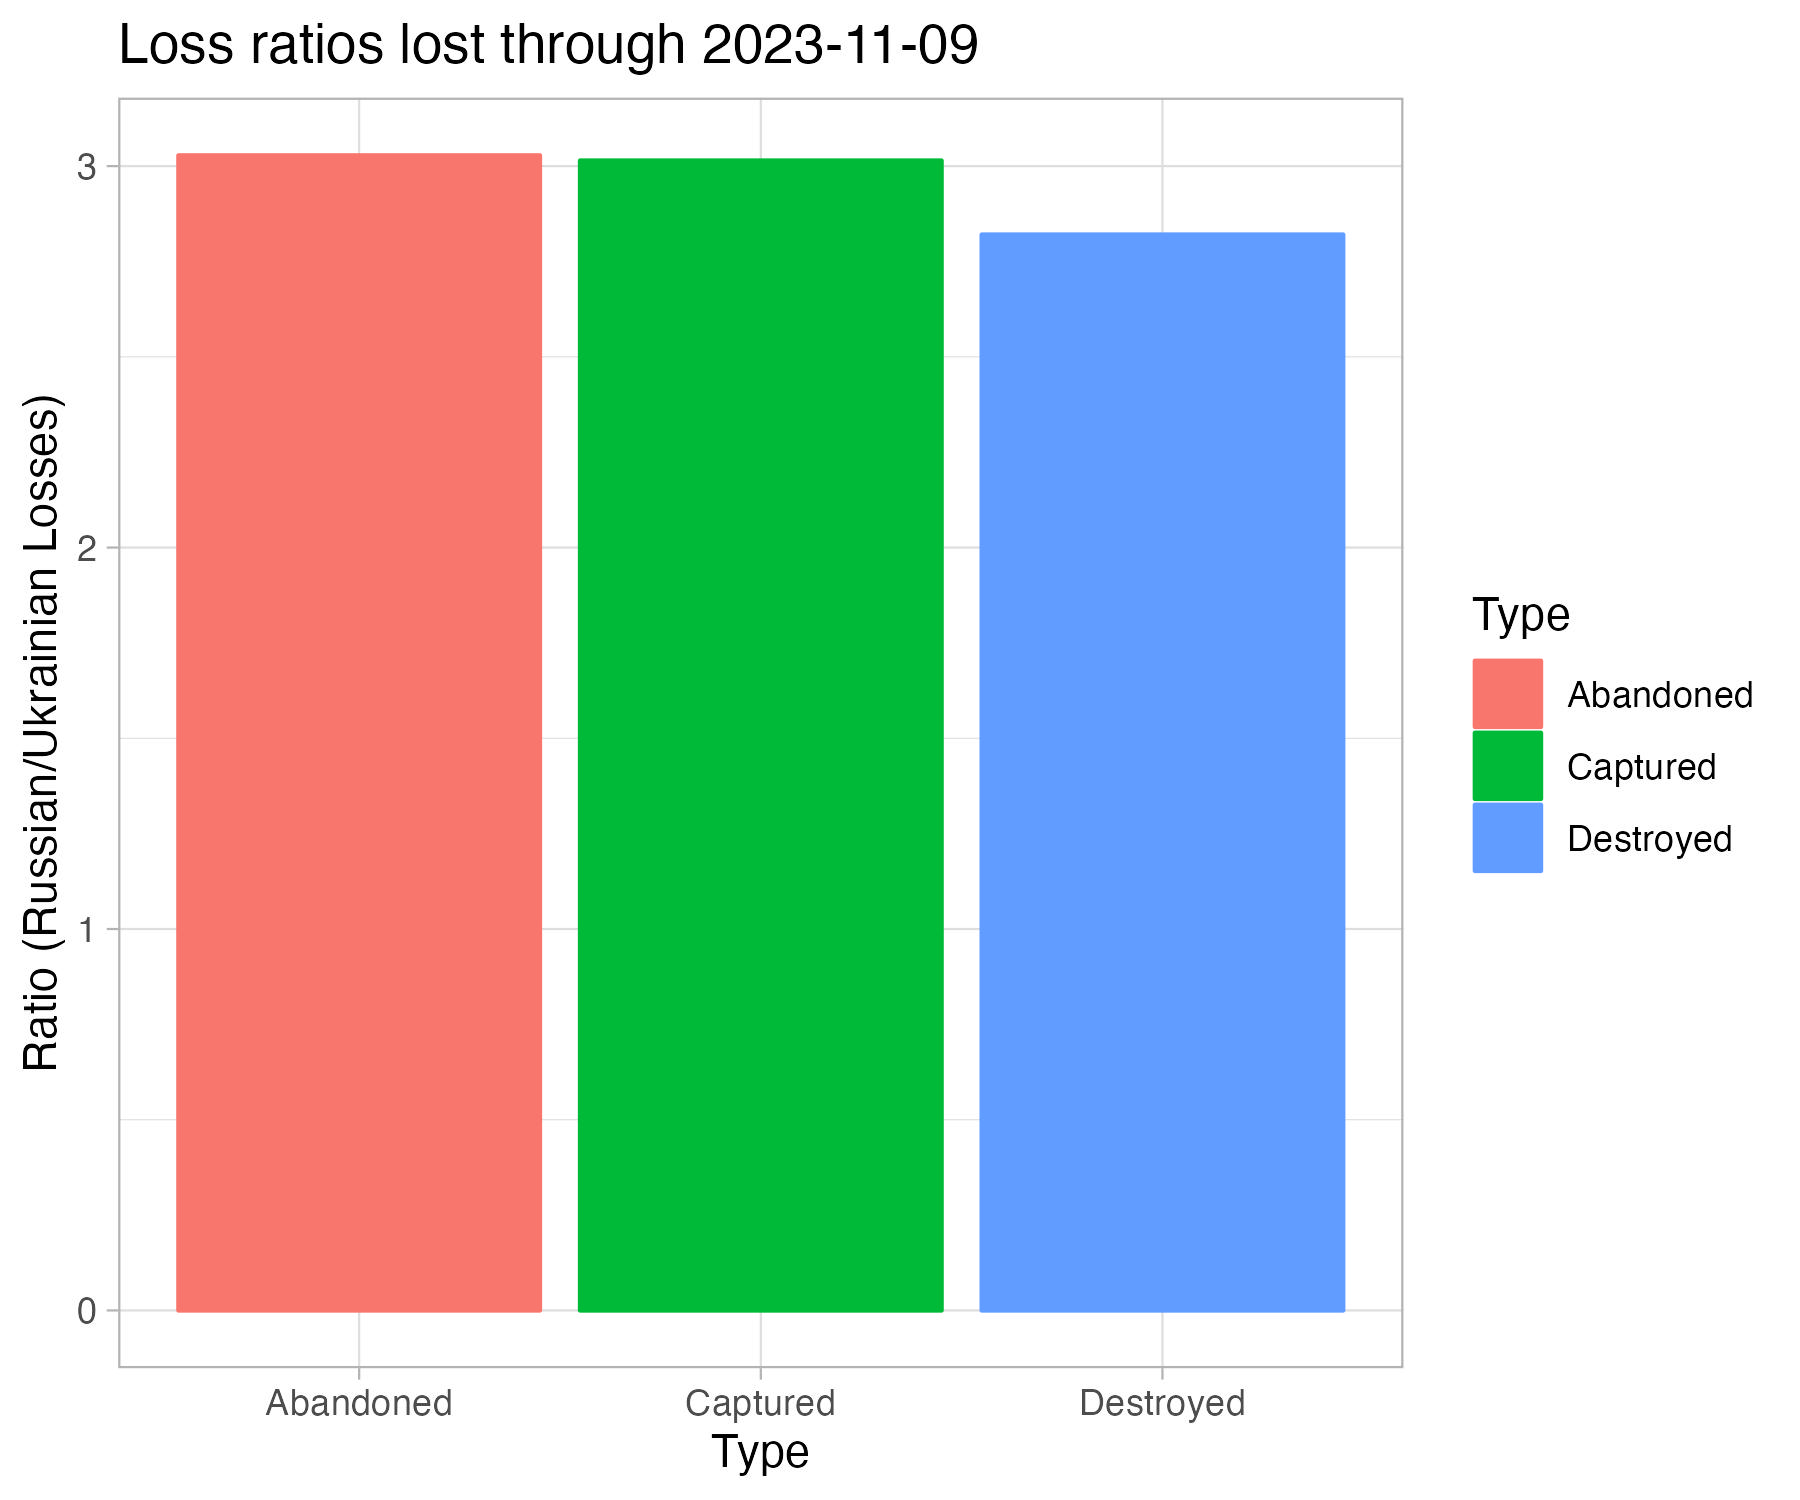 Loss ratios lost through 2023-11-09
Ratio (Russian/Ukrainian Losses)
3
2
1
0
Abandoned
Captured
Destroyed
Type
Type
Abandoned
Captured
Destroyed